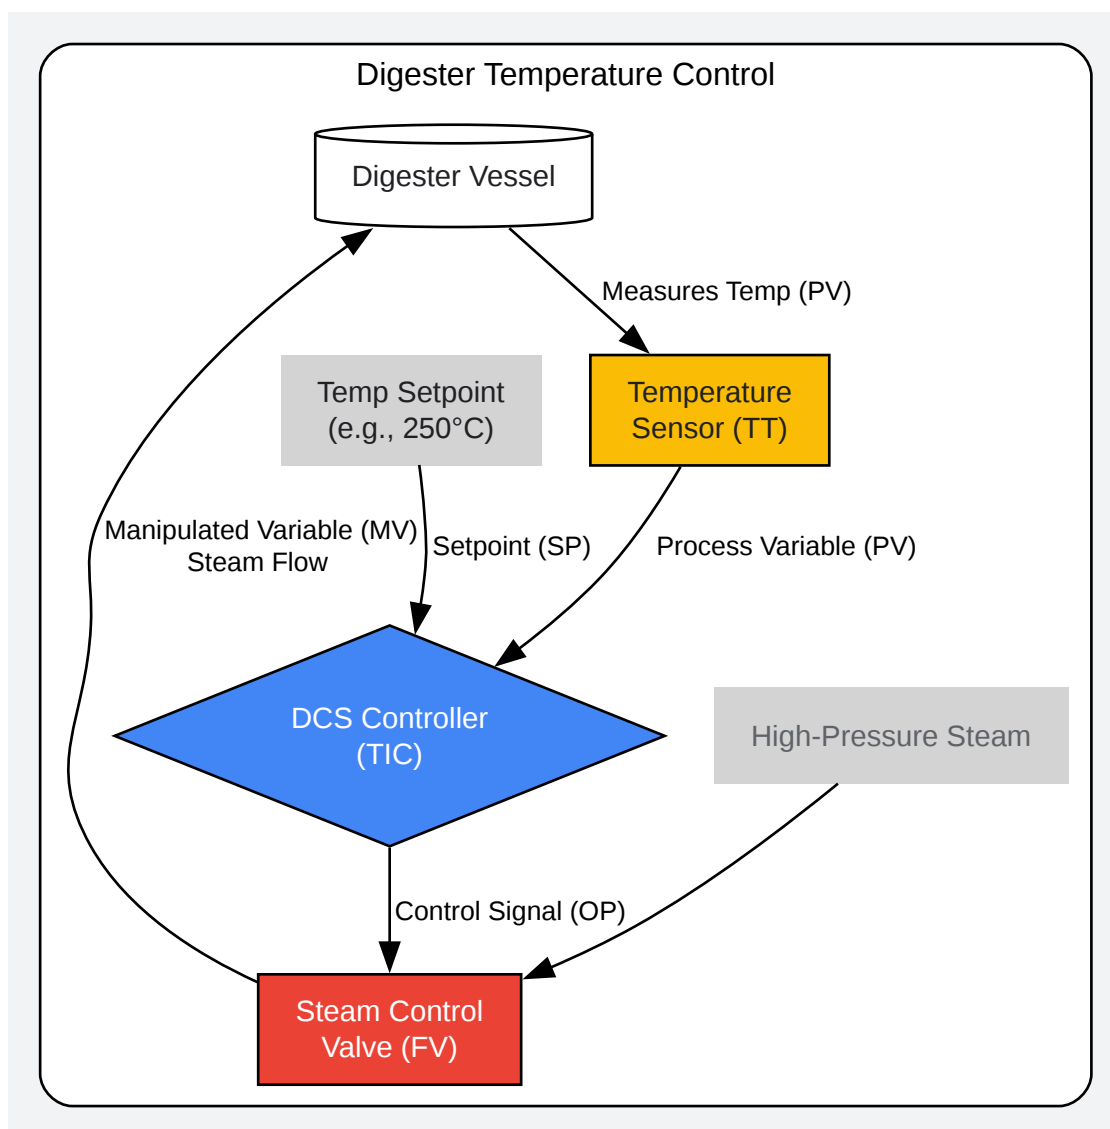 Digester Temperature Control
Digester Vessel
Measures Temp (PV)
Temp Setpoint
(e.g., 250°C)
Temperature
Sensor (TT)
Manipulated Variable (MV)
Steam Flow
Setpoint (SP)
Process Variable (PV)
DCS Controller
(TIC)
High-Pressure Steam
Control Signal (OP)
Steam Control
Valve (FV)